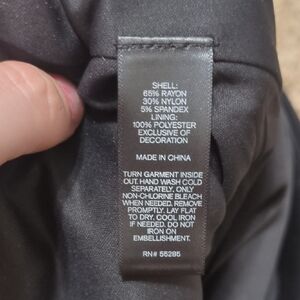 SHELL:
65% RAYON
30% NYLON
5% SPANDEX
LINING:
100% POLYESTER
EXCLUSIVE OF
DECORATION
MADE IN CHINA
TURN GARMENT INSIDE
OUT. HAND WASH COLD
SEPARATELY. ONLY
NON-CHLORINE BLEACH
WHEN NEEDED. REMOVE
PROMPTLY. LAY FLAT
TO DRY. COOL IRON
IF NEEDED. DO NOT
IRON ON
EMBELLISHMENT.
RN# 55285